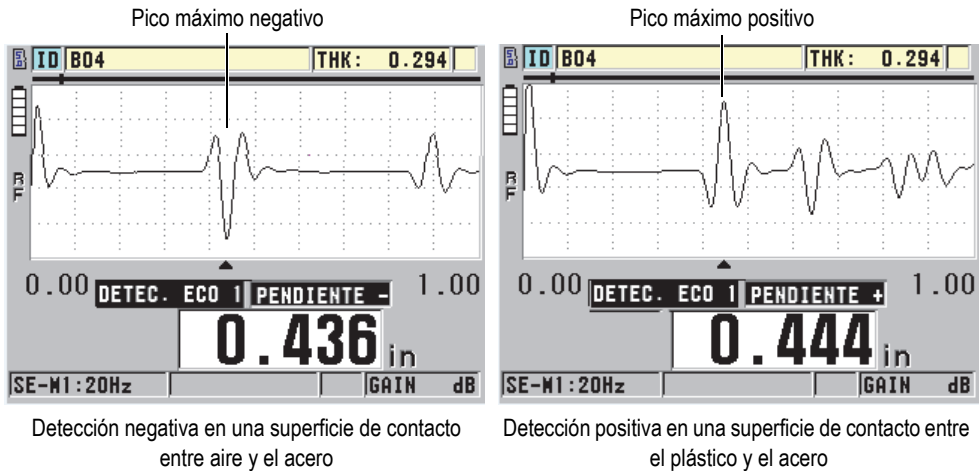 Pico máximo negativo
ID B04 THK: 0.294
RF
0.00 1.00
DETEC. ECO 1 PENDIENTE -
0.436 in
SE-M1:20Hz GAIN dB
Detección negativa en una superficie de contacto
entre aire y el acero
Pico máximo positivo
ID B04 THK: 0.294
RF
0.00 1.00
DETEC. ECO 1 PENDIENTE +
0.444 in
SE-M1:20Hz GAIN dB
Detección positiva en una superficie de contacto entre
el plástico y el acero